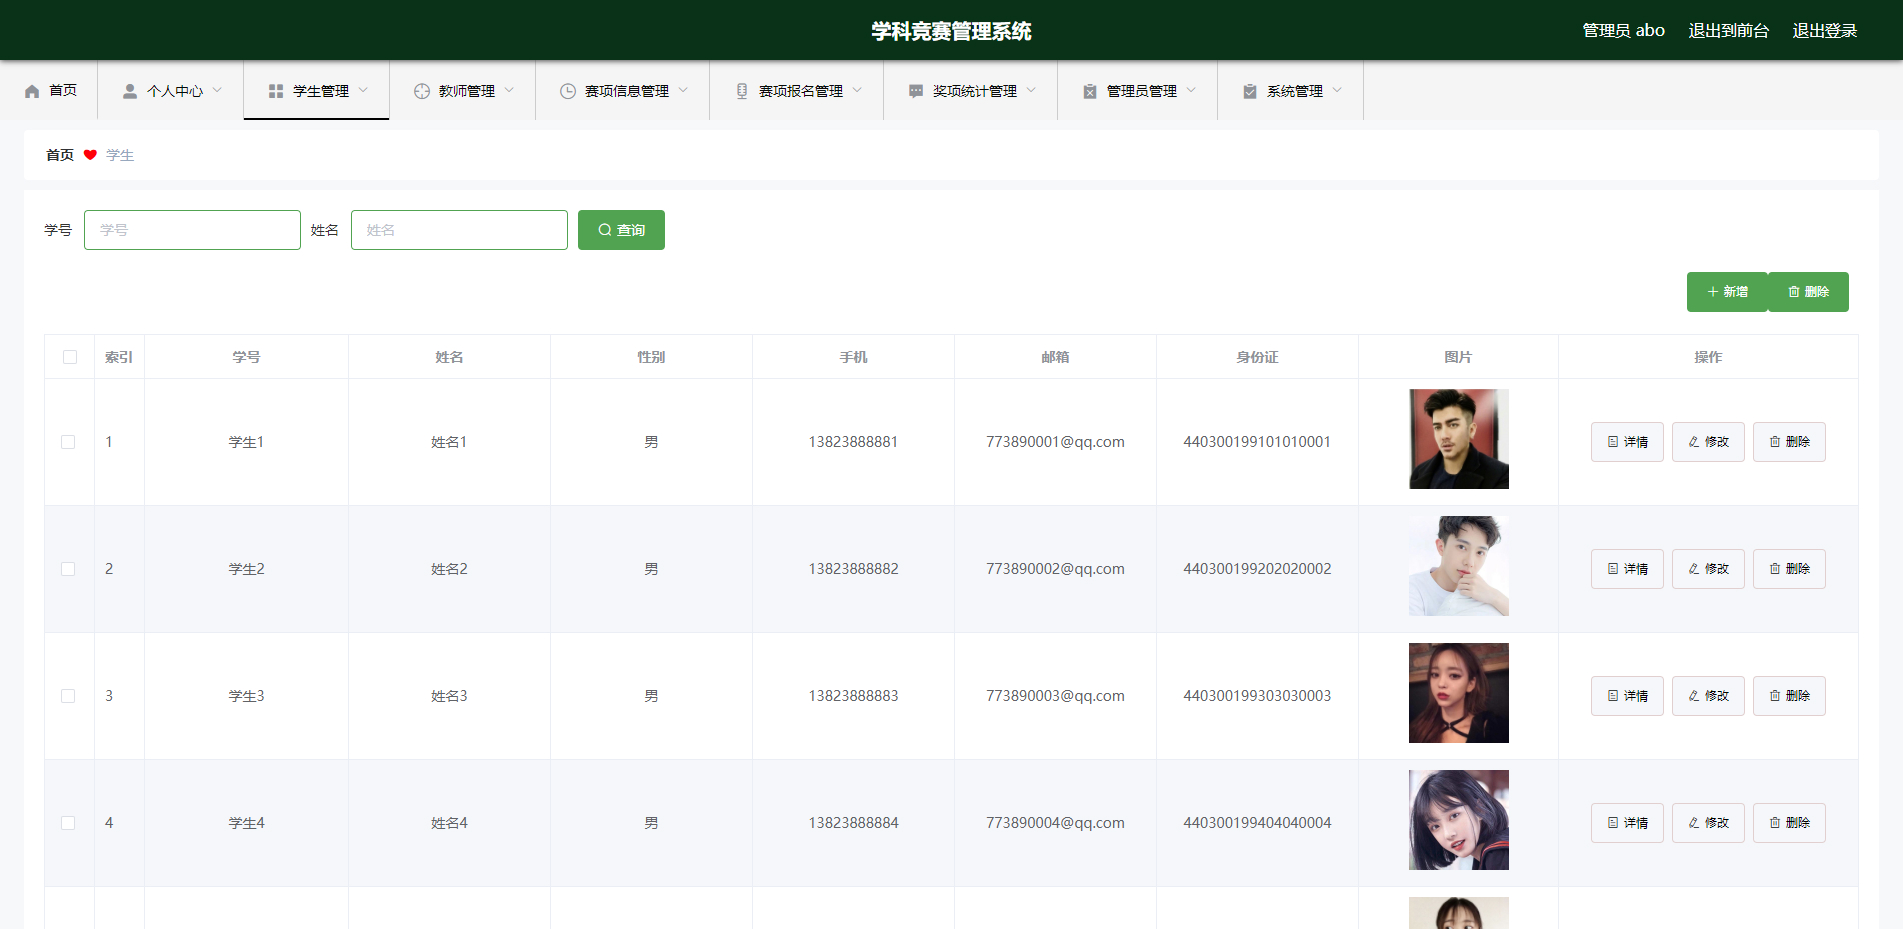 学科竞赛管理系统
管理员 abo 退出到前台 退出登录
首页 个人中心 学生管理 教师管理 赛项信息管理 赛项报名管理 奖项统计管理 管理员管理 系统管理
首页 学生
学号 学号 姓名 姓名 查询
新增 删除
索引 学号 姓名 性别 手机 邮箱 身份证 图片 操作
1 学生1 姓名1 男 13823888881 773890001@qq.com 440300199101010001 详情 修改 删除
2 学生2 姓名2 男 13823888882 773890002@qq.com 440300199202020002 详情 修改 删除
3 学生3 姓名3 男 13823888883 773890003@qq.com 440300199303030003 详情 修改 删除
4 学生4 姓名4 男 13823888884 773890004@qq.com 440300199404040004 详情 修改 删除